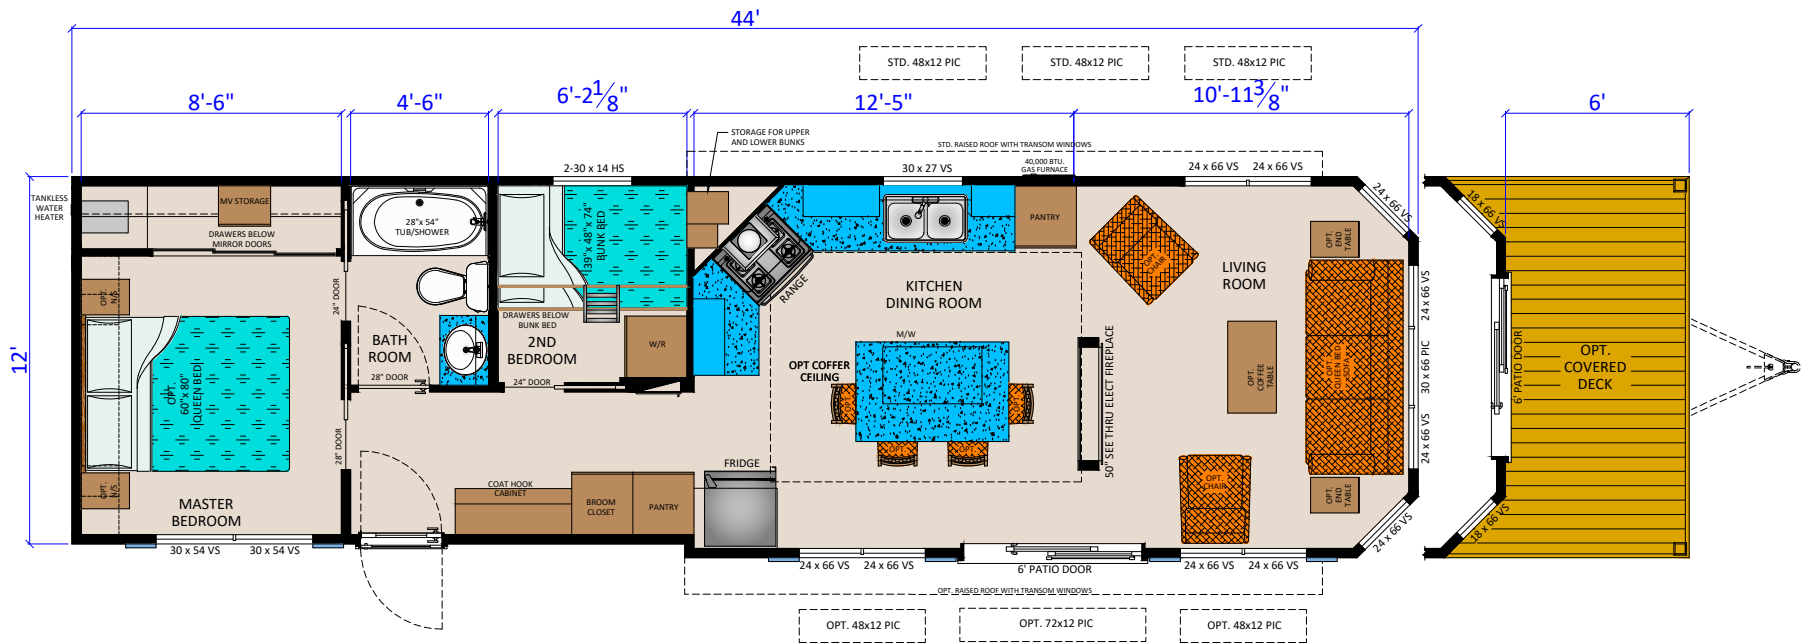 44'
STD. 48x12 PIC
STD. 48x12 PIC
STD. 48x12 PIC
8'-6"
4'-6"
6'-2 1/8"
12'-5"
10'-11 3/8"
6'
STORAGE FOR UPPER
AND LOWER BUNKS
STD. RAISED ROOF WITH TRANSOM WINDOWS
2-30 x 14 HS
30 x 27 VS
40,000 BTU.
GAS FURNACE
24 x 66 VS
24 x 66 VS
TANKLESS
WATER
HEATER
MV STORAGE
DRAWERS BELOW
MIRROR DOORS
28"x 54"
TUB/SHOWER
39"x 48"x 74"
BUNK BED
PANTRY
24 x 66 VS
18 x 66 VS
OPT.
END
TABLE
OPT.
CHAIR
LIVING
ROOM
RANGE
KITCHEN
DINING ROOM
OPT.
N/S
24" DOOR
DRAWERS BELOW
BUNK BED
2ND
BEDROOM
W/R
BATH
ROOM
28" DOOR
24" DOOR
M/W
OPT COFFER
CEILING
12'
OPT.
60"x 80"
QUEEN BED
OPT.
OPT.
OPT.
OPT.
50" SEE THRU ELECT FIREPLACE
OPT.
COFFEE
TABLE
OPT.
QUEEN BED
SOFA
24 x 66 VS
30 x 66 PIC
24 x 66 VS
6' PATIO DOOR
OPT.
COVERED
DECK
28" DOOR
OPT.
N/S
MASTER
BEDROOM
COAT HOOK
CABINET
BROOM
CLOSET
PANTRY
FRIDGE
OPT.
CHAIR
OPT.
END
TABLE
24 x 66 VS
18 x 66 VS
30 x 54 VS
30 x 54 VS
24 x 66 VS
24 x 66 VS
6' PATIO DOOR
24 x 66 VS
24 x 66 VS
OPT. RAISED ROOF WITH TRANSOM WINDOWS
OPT. 48x12 PIC
OPT. 72x12 PIC
OPT. 48x12 PIC